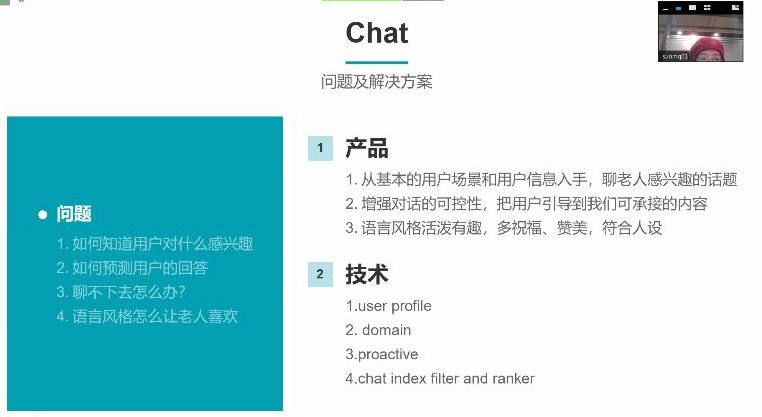 Chat
问题及解决方案
问题
1. 如何知道用户对什么感兴趣
2. 如何预测用户的回答
3. 聊不下去怎么办?
4. 语言风格怎么让老人喜欢
1
产品
1. 从基本的用户场景和用户信息入手，聊老人感兴趣的话题
2. 增强对话的可控性，把用户引导到我们可承接的内容
3. 语言风格活泼有趣，多祝福、赞美，符合人设
2
技术
1.user profile
2. domain
3.proactive
4.chat index filter and ranker